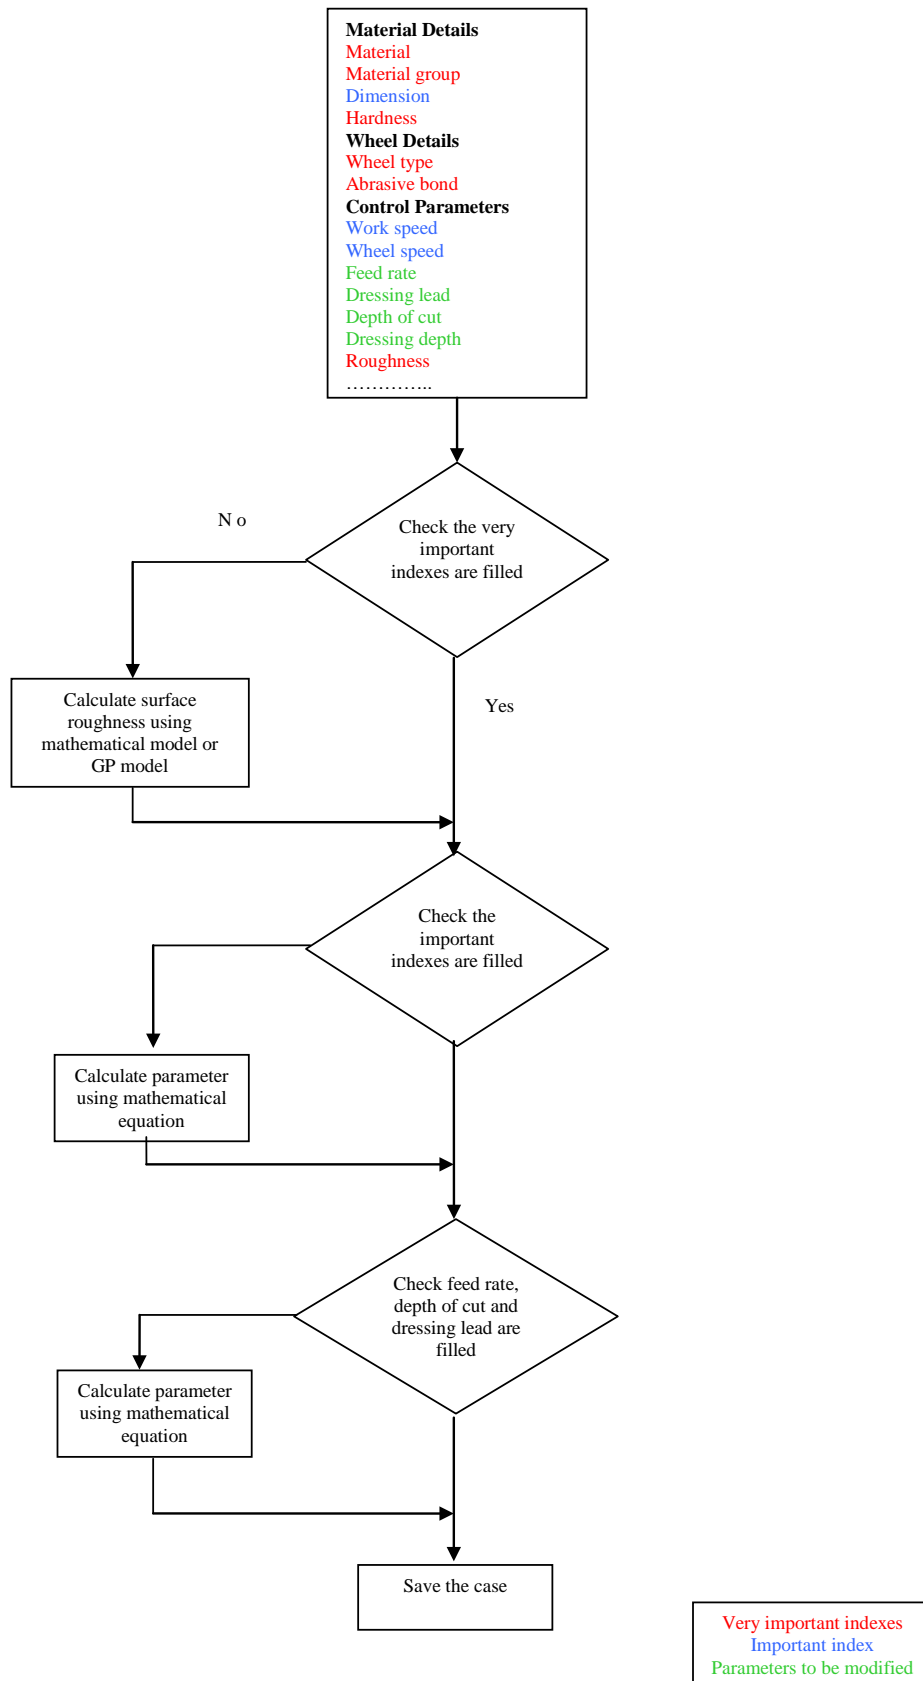 Material Details
Material
Material group
Dimension
Hardness
Wheel Details
Wheel type
Abrasive bond
Control Parameters
Work speed
Wheel speed
Feed rate
Dressing lead
Depth of cut
Dressing depth
Roughness
…………..
Check the very
important
indexes are filled
N o
Yes
Calculate surface
roughness using
mathematical model or
GP model
Check the
important
indexes are filled
Calculate parameter
using mathematical
equation
Check feed rate,
depth of cut and
dressing lead are
filled
Calculate parameter
using mathematical
equation
Save the case
Very important indexes
Important index
Parameters to be modified